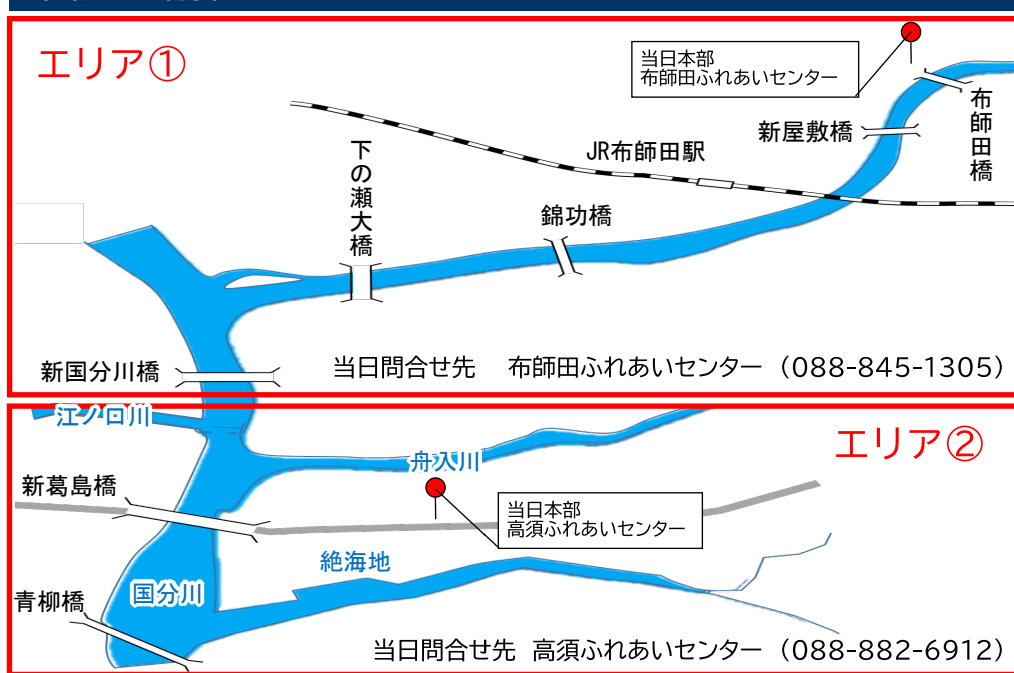 エリア①
当日本部
布師田ふれあいセンター
布師田橋
新屋敷橋
JR布師田駅
下の瀬大橋
錦功橋
新国分川橋
当日問合せ先 布師田ふれあいセンター（088-845-1305）
江ノ口川
エリア②
舟入川
新葛島橋
当日本部
高須ふれあいセンター
絶海地
国分川
青柳橋
当日問合せ先 高須ふれあいセンター（088-882-6912）